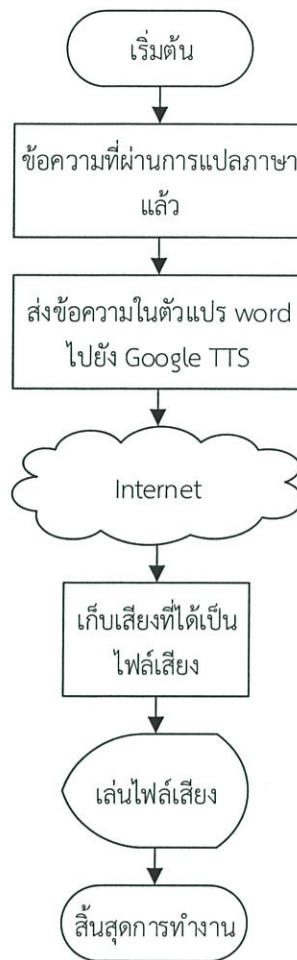 เริ่มต้น
ข้อความที่ผ่านการแปลภาษา
แล้ว
ส่งข้อความในตัวแปร word
ไปยัง Google TTS
Internet
เก็บเสียงที่ได้เป็น
ไฟล์เสียง
เล่นไฟล์เสียง
สิ้นสุดการทำงาน